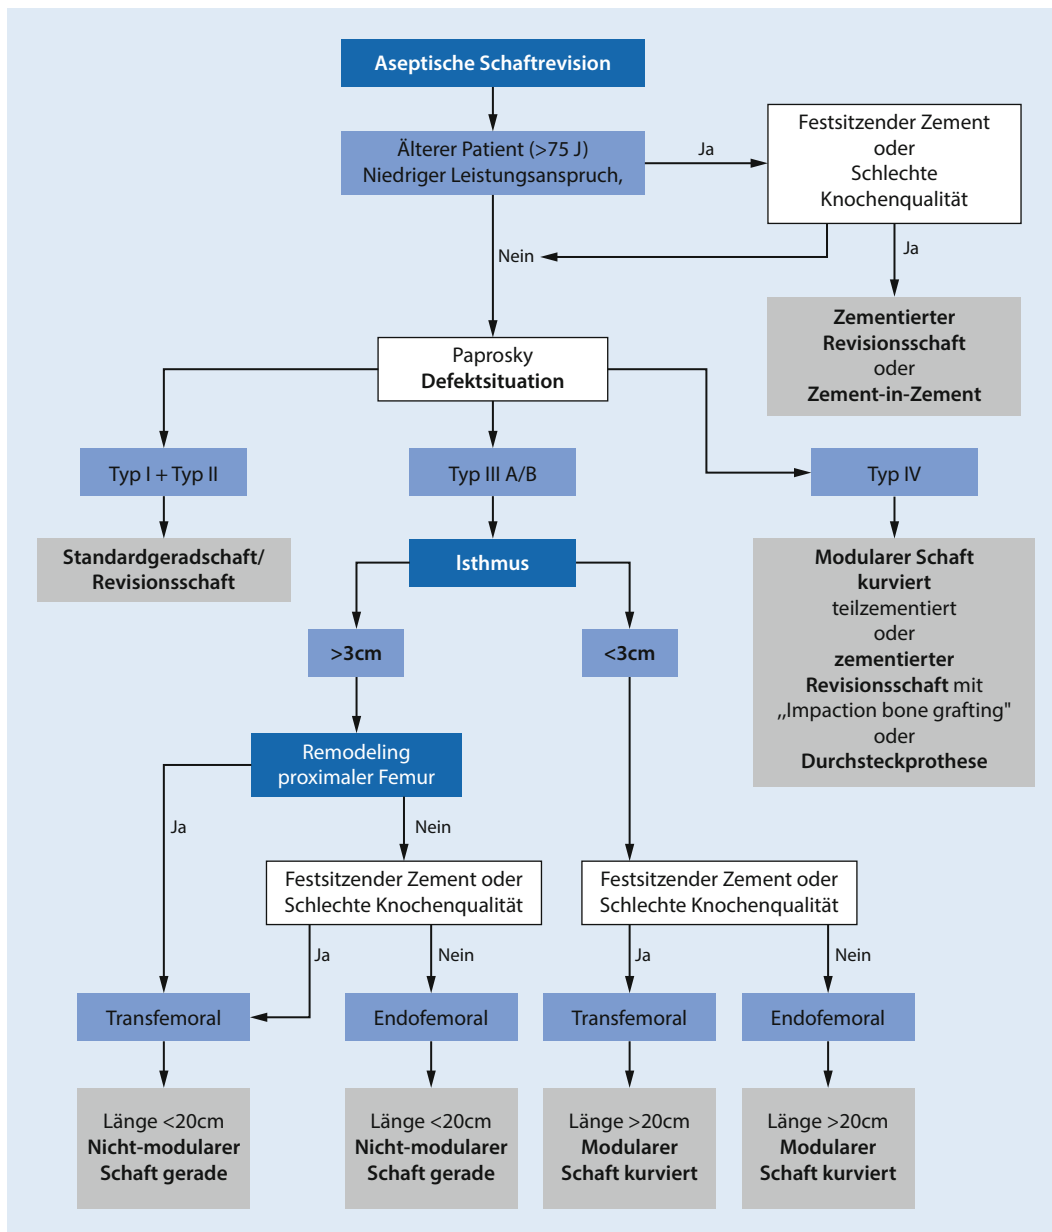 Aseptische Schaftrevision
Älterer Patient (>75 J)
Niedriger Leistungsanspruch,
Ja
Festsitzender Zement
oder
Schlechte
Knochenqualität
Nein
Ja
Zementierter
Revisionsschaft
oder
Zement-in-Zement
Paprosky
Defektsituation
Typ I + Typ II
Typ III A/B
Typ IV
Standardgeradschaft/
Revisionsschaft
Isthmus
Modularer Schaft
kurviert
teilzementiert
oder
zementierter
Revisionsschaft mit
,,Impaction bone grafting"
oder
Durchsteckprothese
>3cm
<3cm
Remodeling
proximaler Femur
Ja
Nein
Festsitzender Zement oder
Schlechte Knochenqualität
Festsitzender Zement oder
Schlechte Knochenqualität
Ja
Nein
Ja
Nein
Transfemoral
Endofemoral
Transfemoral
Endofemoral
Länge <20cm
Nicht-modularer
Schaft gerade
Länge <20cm
Nicht-modularer
Schaft gerade
Länge >20cm
Modularer
Schaft kurviert
Länge >20cm
Modularer
Schaft kurviert